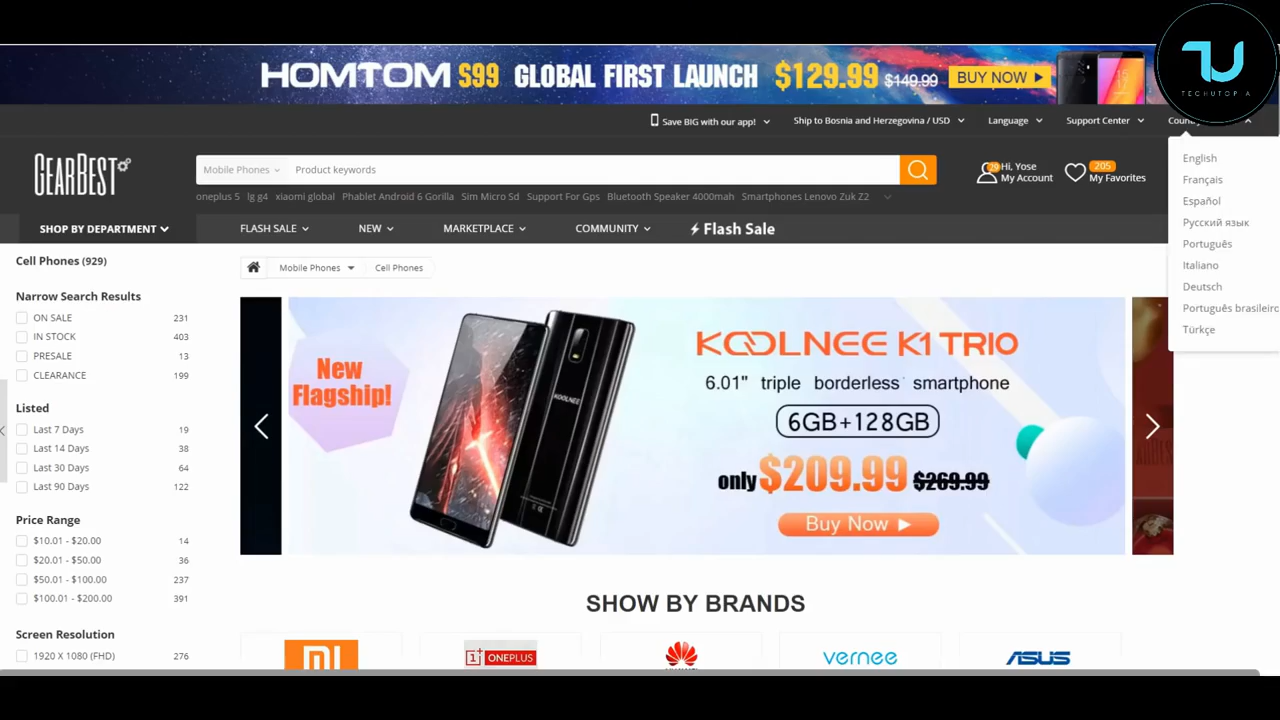 HOMTOM S99 GLOBAL FIRST LAUNCH $129.99 $149.99 BUY NOW
TECHUTOPIA
Save BIG with our app! Ship to Bosnia and Herzegovina / USD Language Support Center
GEARBEST
Mobile Phones Product keywords
Hi, Yose
My Account
205
My Favorites
oneplus 5 lg g4 xiaomi global Phablet Android 6 Gorilla Sim Micro Sd Support For Gps Bluetooth Speaker 4000mah Smartphones Lenovo Zuk Z2
English
Français
Español
Русский язык
Português
Italiano
Deutsch
Português brasileiro
Türkçe
SHOP BY DEPARTMENT FLASH SALE NEW MARKETPLACE COMMUNITY Flash Sale
Mobile Phones Cell Phones
Cell Phones (929)
Narrow Search Results
ON SALE 231
IN STOCK 403
PRESALE 13
CLEARANCE 199
Listed
Last 7 Days 19
Last 14 Days 38
Last 30 Days 64
Last 90 Days 122
Price Range
$10.01 - $20.00 14
$20.01 - $50.00 36
$50.01 - $100.00 237
$100.01 - $200.00 391
Screen Resolution
1920 X 1080 (FHD) 276
New
Flagship!
KOOLNEE
KOOLNEE K1 TRIO
6.01" triple borderless smartphone
6GB+128GB
only $209.99 $269.99
Buy Now
SHOW BY BRANDS
MI
1+ ONEPLUS
vernee
ASUS